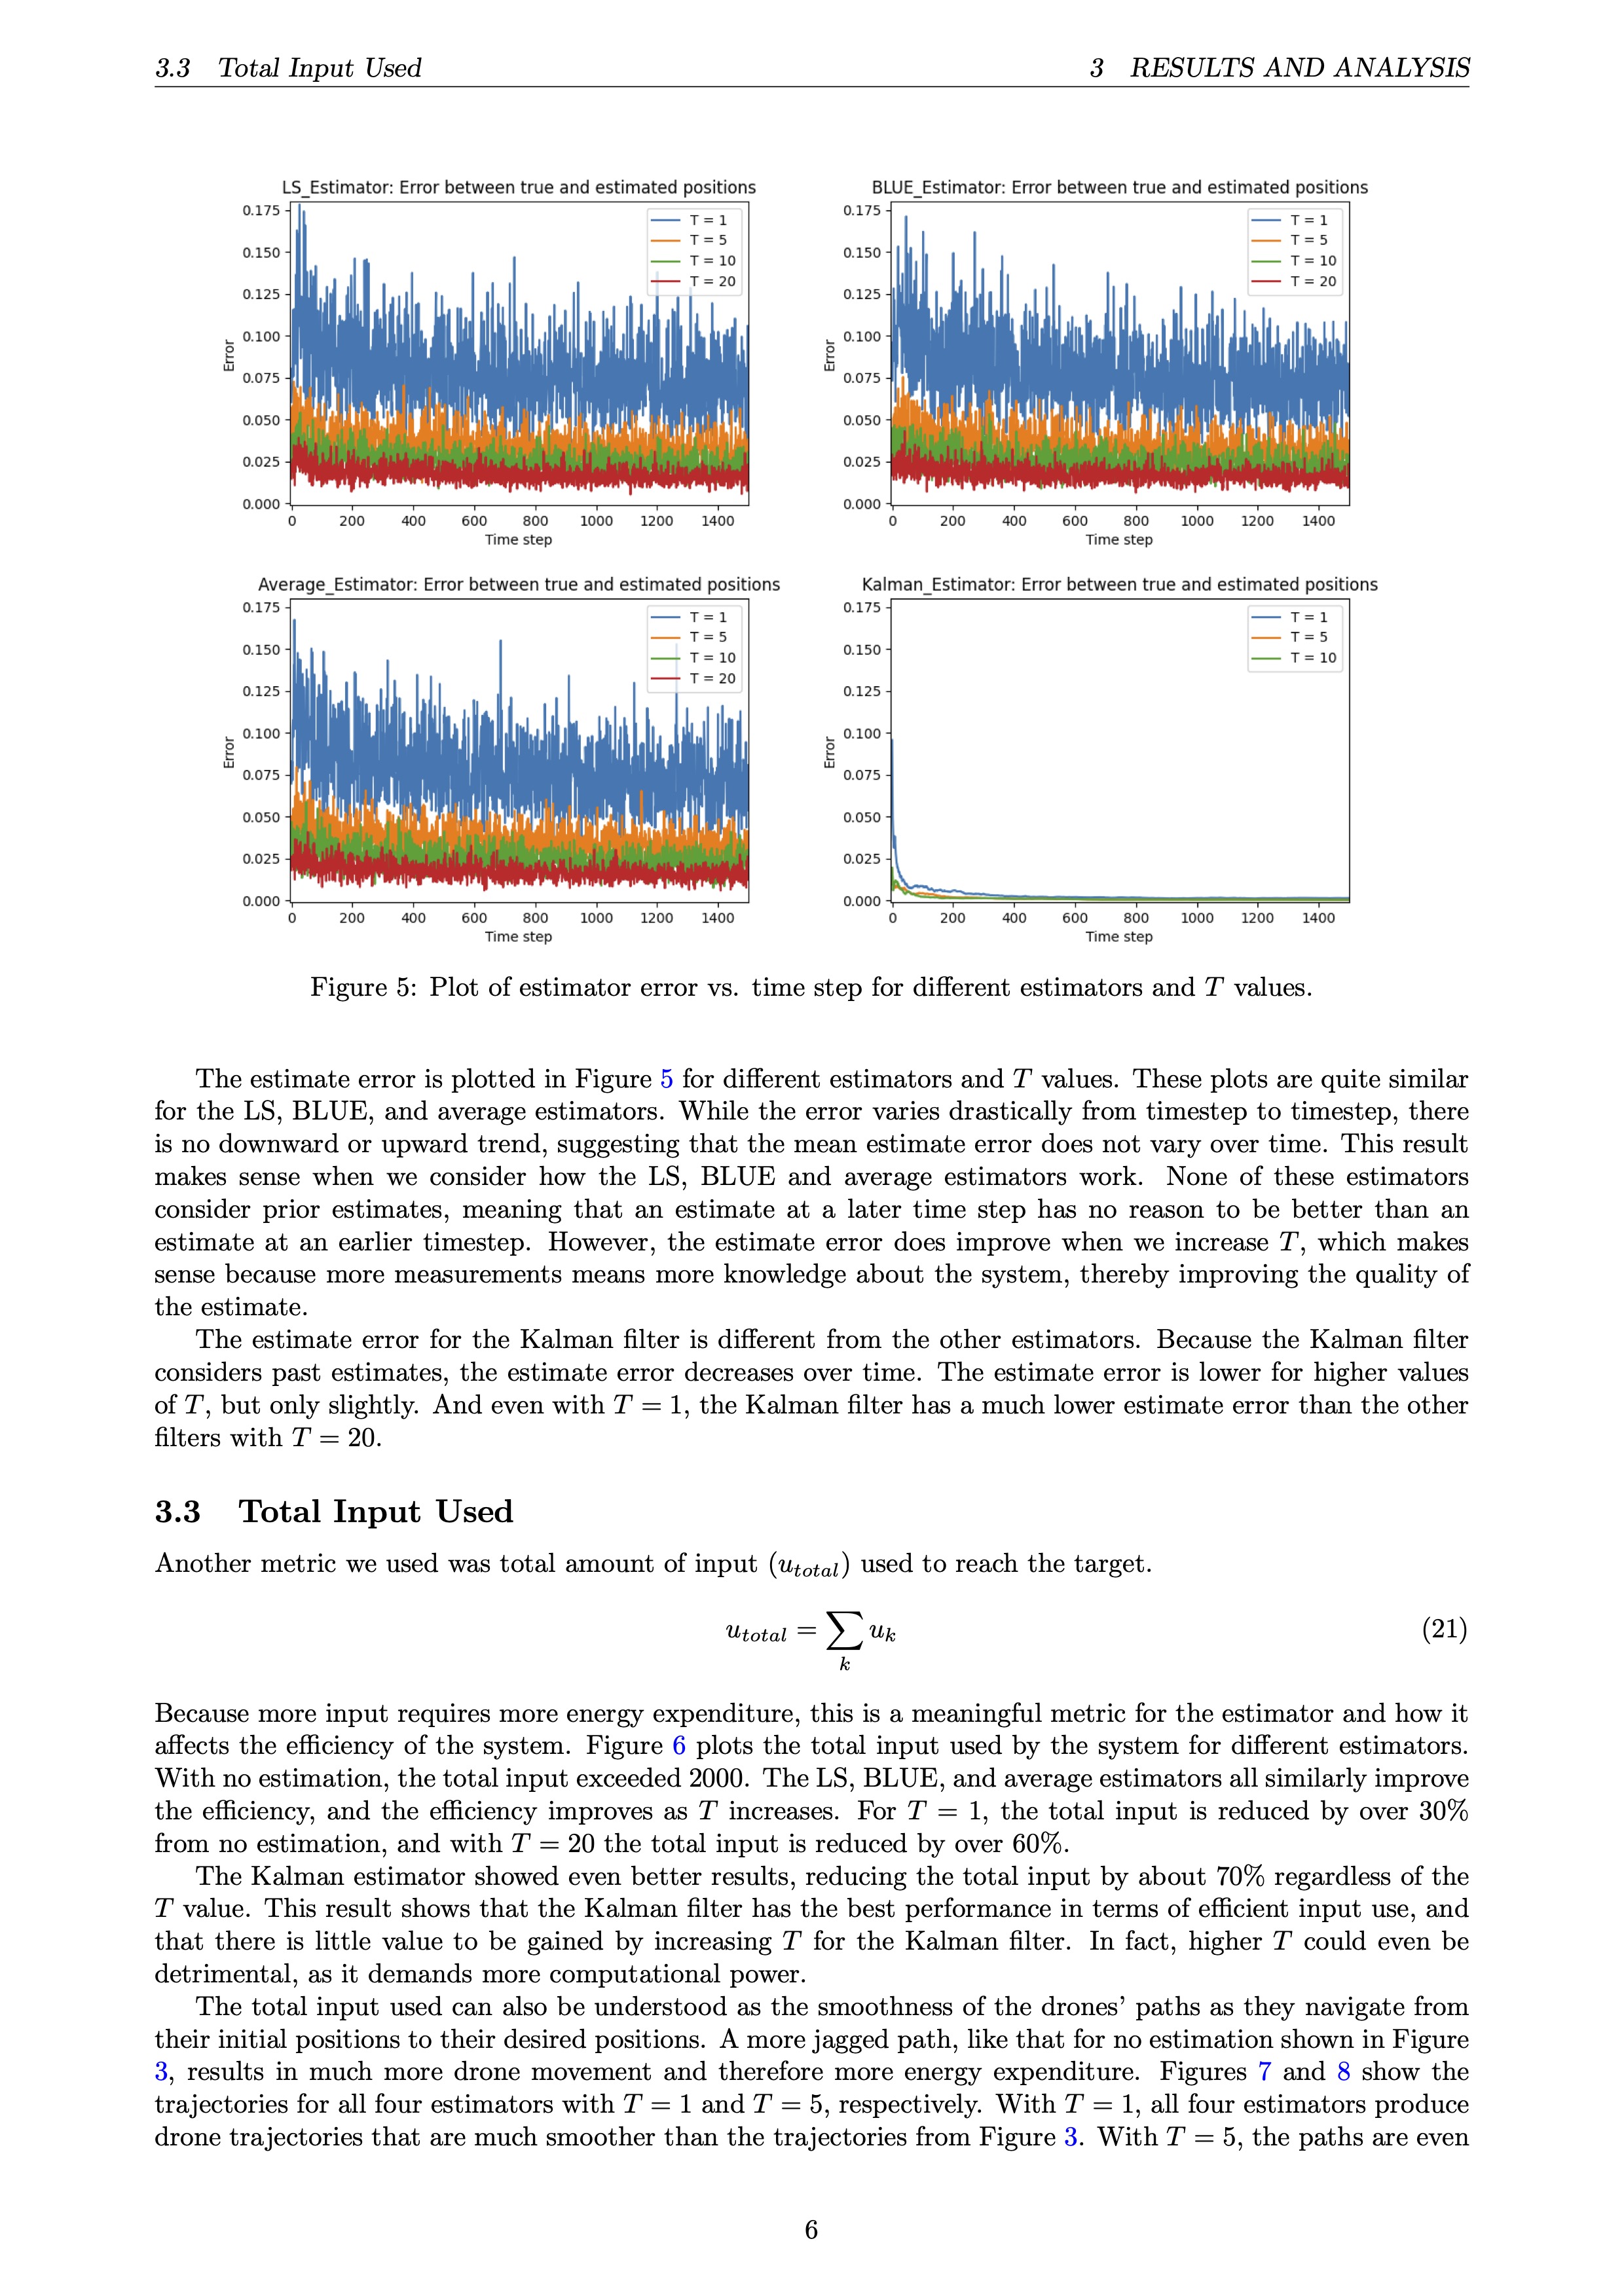 3.3 Total Input Used 3 RESULTS AND ANALYSIS
LS_Estimator: Error between true and estimated positions
0.175
0.150
0.125
0.100
0.075
0.050
0.025
0.000
Error
T = 1
T = 5
T = 10
T = 20
0 200 400 600 800 1000 1200 1400
Time step
BLUE_Estimator: Error between true and estimated positions
0.175
0.150
0.125
0.100
0.075
0.050
0.025
0.000
Error
T = 1
T = 5
T = 10
T = 20
0 200 400 600 800 1000 1200 1400
Time step
Average_Estimator: Error between true and estimated positions
0.175
0.150
0.125
0.100
0.075
0.050
0.025
0.000
Error
T = 1
T = 5
T = 10
T = 20
0 200 400 600 800 1000 1200 1400
Time step
Kalman_Estimator: Error between true and estimated positions
0.175
0.150
0.125
0.100
0.075
0.050
0.025
0.000
Error
T = 1
T = 5
T = 10
0 200 400 600 800 1000 1200 1400
Time step
Figure 5: Plot of estimator error vs. time step for different estimators and T values.
The estimate error is plotted in Figure 5 for different estimators and T values. These plots are quite similar
for the LS, BLUE, and average estimators. While the error varies drastically from timestep to timestep, there
is no downward or upward trend, suggesting that the mean estimate error does not vary over time. This result
makes sense when we consider how the LS, BLUE and average estimators work. None of these estimators
consider prior estimates, meaning that an estimate at a later time step has no reason to be better than an
estimate at an earlier timestep. However, the estimate error does improve when we increase T, which makes
sense because more measurements means more knowledge about the system, thereby improving the quality of
the estimate.
The estimate error for the Kalman filter is different from the other estimators. Because the Kalman filter
considers past estimates, the estimate error decreases over time. The estimate error is lower for higher values
of T, but only slightly. And even with T = 1, the Kalman filter has a much lower estimate error than the other
filters with T = 20.
3.3 Total Input Used
Another metric we used was total amount of input (u_total) used to reach the target.
u_total = ∑_k u_k (21)
Because more input requires more energy expenditure, this is a meaningful metric for the estimator and how it
affects the efficiency of the system. Figure 6 plots the total input used by the system for different estimators.
With no estimation, the total input exceeded 2000. The LS, BLUE, and average estimators all similarly improve
the efficiency, and the efficiency improves as T increases. For T = 1, the total input is reduced by over 30%
from no estimation, and with T = 20 the total input is reduced by over 60%.
The Kalman estimator showed even better results, reducing the total input by about 70% regardless of the
T value. This result shows that the Kalman filter has the best performance in terms of efficient input use, and
that there is little value to be gained by increasing T for the Kalman filter. In fact, higher T could even be
detrimental, as it demands more computational power.
The total input used can also be understood as the smoothness of the drones' paths as they navigate from
their initial positions to their desired positions. A more jagged path, like that for no estimation shown in Figure
3, results in much more drone movement and therefore more energy expenditure. Figures 7 and 8 show the
trajectories for all four estimators with T = 1 and T = 5, respectively. With T = 1, all four estimators produce
drone trajectories that are much smoother than the trajectories from Figure 3. With T = 5, the paths are even
6